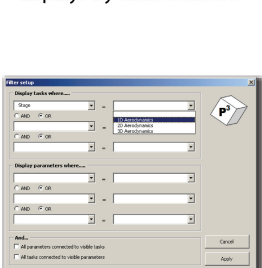 Filter setup
Display tasks where.....
Stage
=
1D Aerodynamics
2D Aerodynamics
3D Aerodynamics
AND OR
=
AND OR
=
P3
Display parameters where.....
=
AND OR
=
AND OR
=
And...
All parameters connected to visible tasks
All tasks connected to visible parameters
Cancel
Apply